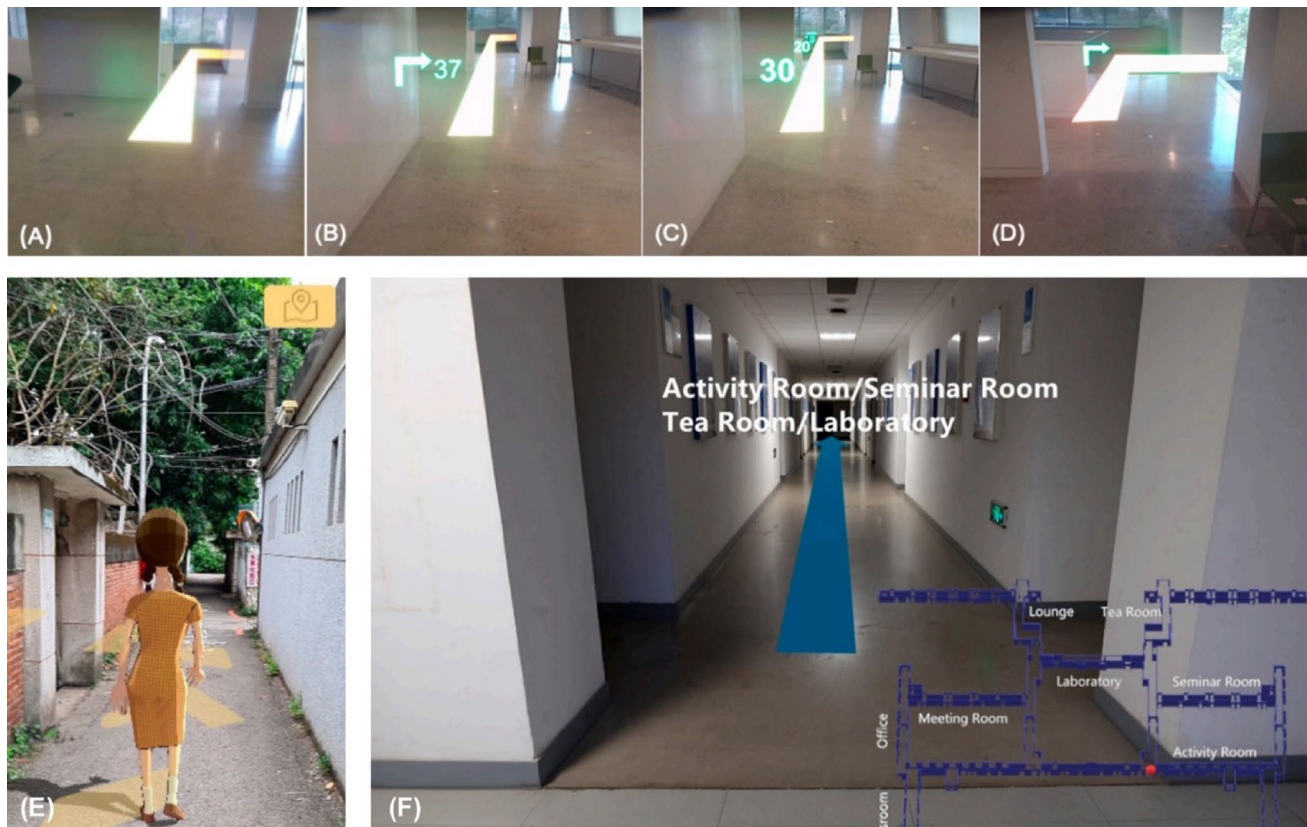 (A)
37
(B)
30
20
(C)
(D)
(E)
Activity Room/Seminar Room
Tea Room/Laboratory
Lounge
Tea Room
Laboratory
Seminar Room
Meeting Room
Office
Activity Room
ssroom
(F)